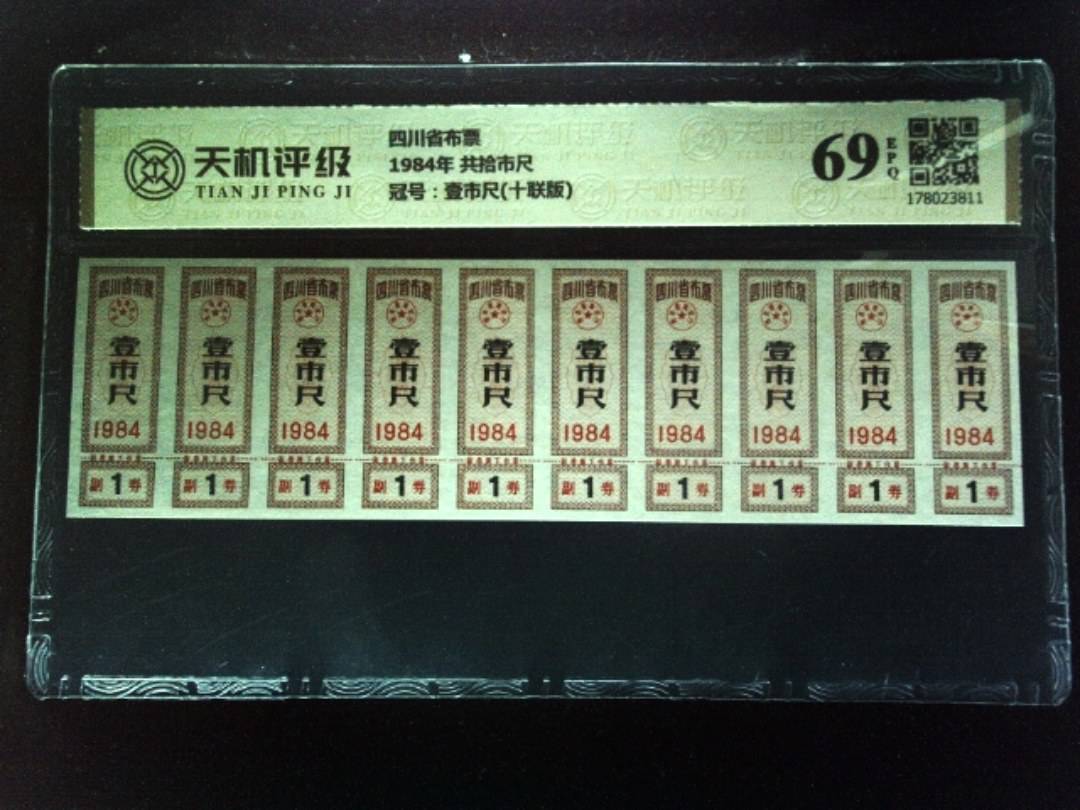 天机评级
TIAN JI PING JI
四川省布票
1984年 共拾市尺
冠号：壹市尺(十联版)
69
EPQ
178023811
四川省布票 四川省布票 四川省布票 四川省布票 四川省布票 四川省布票 四川省布票 四川省布票 四川省布票 四川省布票
壹市尺 壹市尺 壹市尺 壹市尺 壹市尺 壹市尺 壹市尺 壹市尺 壹市尺 壹市尺
1984 1984 1984 1984 1984 1984 1984 1984 1984 1984
副1券 副1券 副1券 副1券 副1券 副1券 副1券 副1券 副1券 副1券